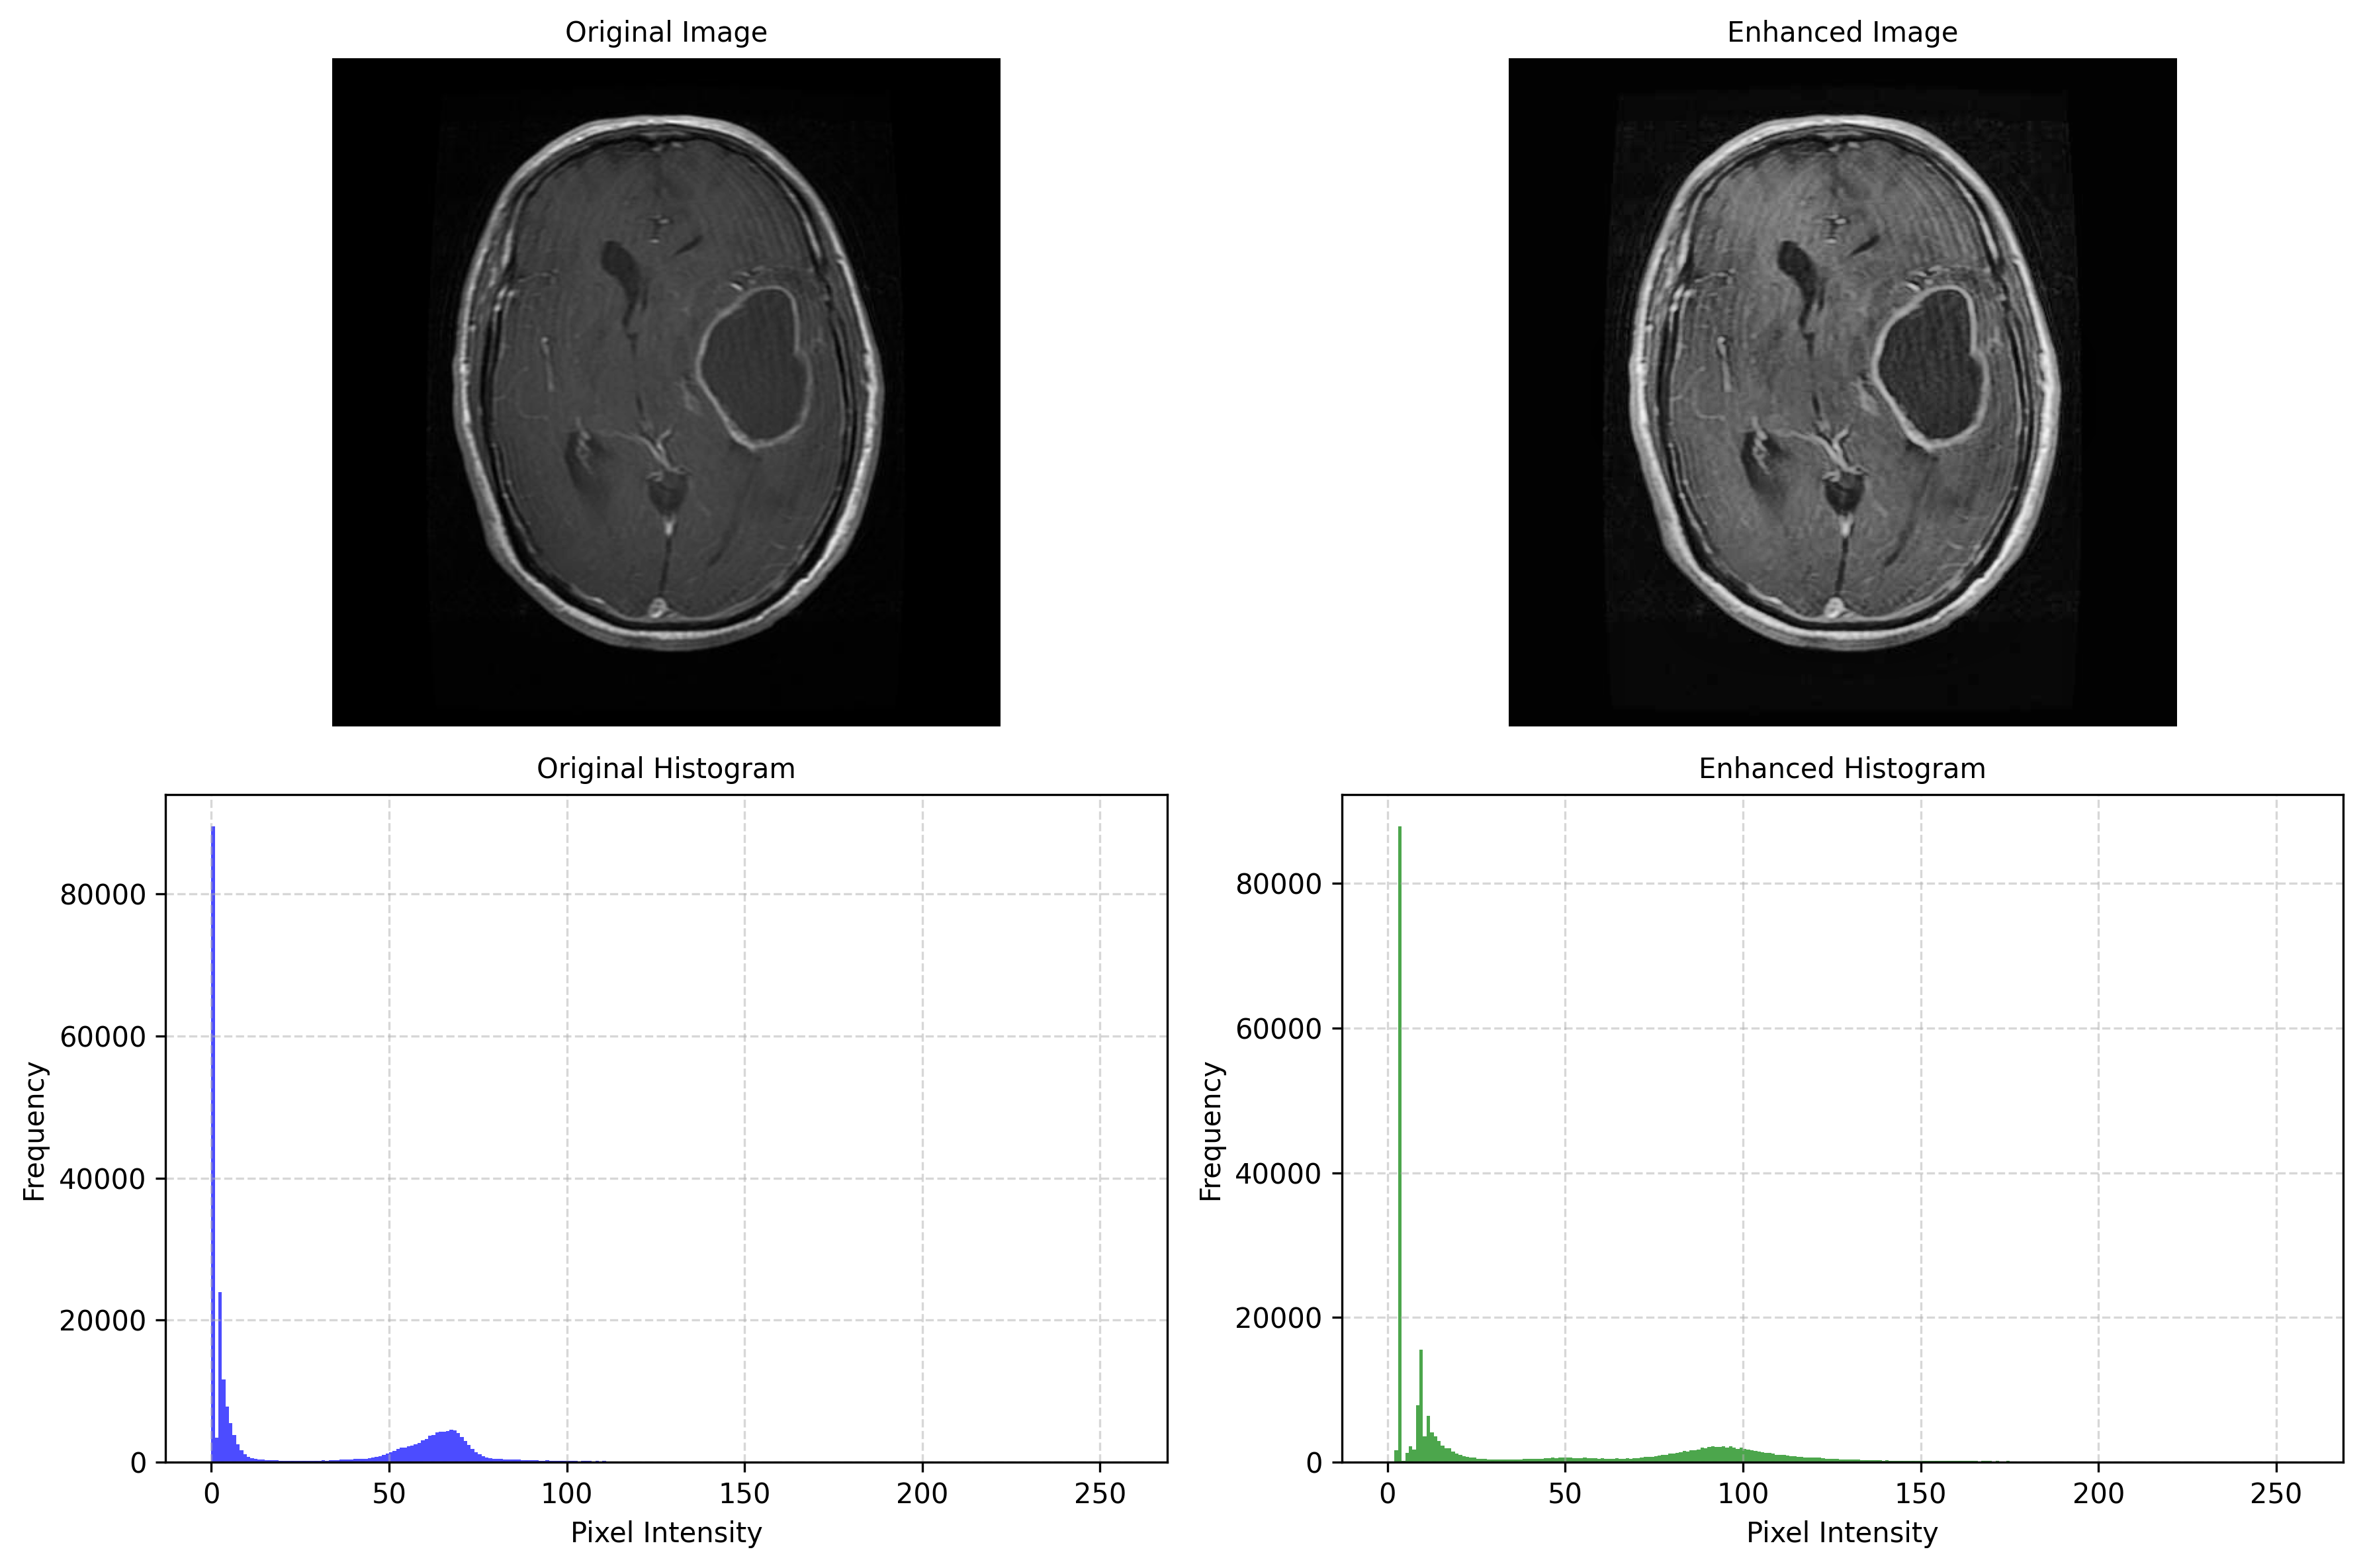 Original Image
Enhanced Image
Original Histogram
Enhanced Histogram
Frequency
80000
60000
40000
20000
0
0 50 100 150 200 250
Pixel Intensity
Frequency
80000
60000
40000
20000
0
0 50 100 150 200 250
Pixel Intensity